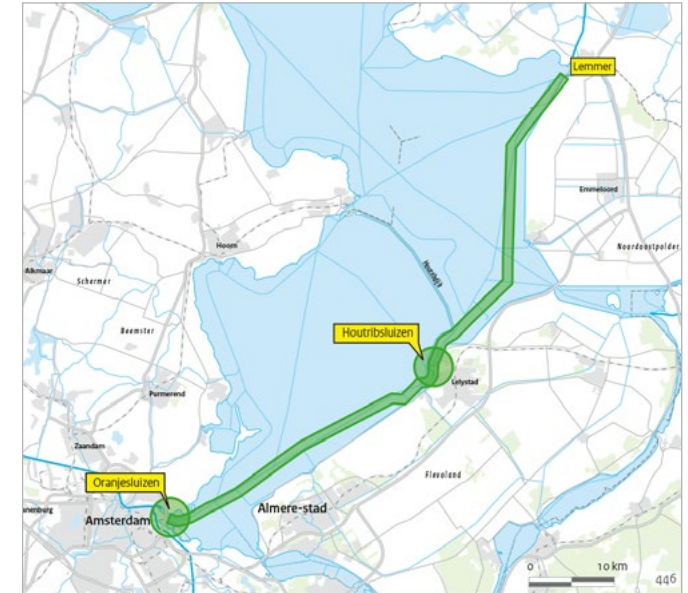 Lemmer
Emmeloord
Noordoostpolder
Hoorn
Alkmaar
Schermer
Houtribdijk
Beemster
Houtribsluizen
Lelystad
Purmerend
Zaandam
Flevoland
Oranjesluizen
Almere-stad
Amsterdam
0 10 km
446